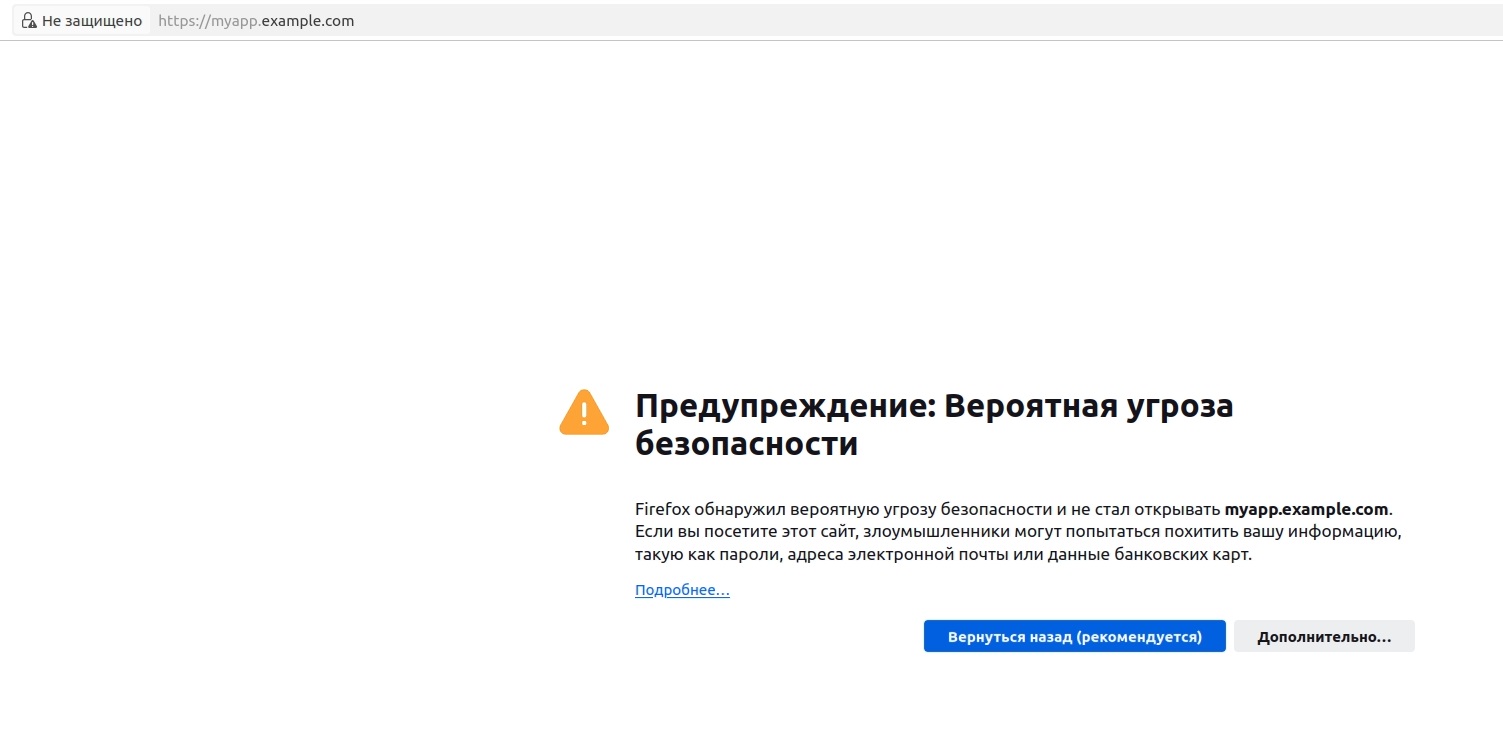 Не защищено https://myapp.example.com
Предупреждение: Вероятная угроза
безопасности
Firefox обнаружил вероятную угрозу безопасности и не стал открывать myapp.example.com.
Если вы посетите этот сайт, злоумышленники могут попытаться похитить вашу информацию,
такую как пароли, адреса электронной почты или данные банковских карт.
Подробнее…
Вернуться назад (рекомендуется) Дополнительно…